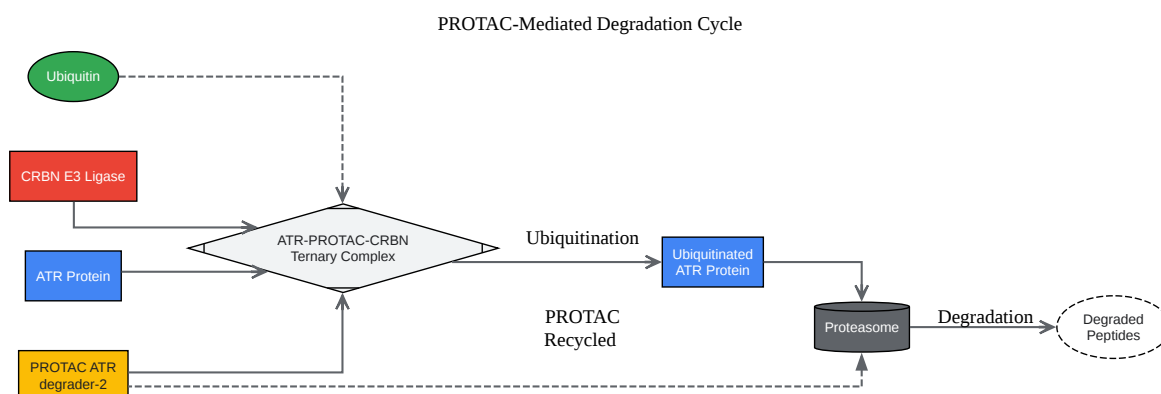 PROTAC-Mediated Degradation Cycle
Ubiquitin
CRBN E3 Ligase
ATR-PROTAC-CRBN
Ternary Complex
Ubiquitination
Ubiquitinated
ATR Protein
ATR Protein
PROTAC
Recycled
Proteasome
Degradation
Degraded
Peptides
PROTAC ATR
degrader-2